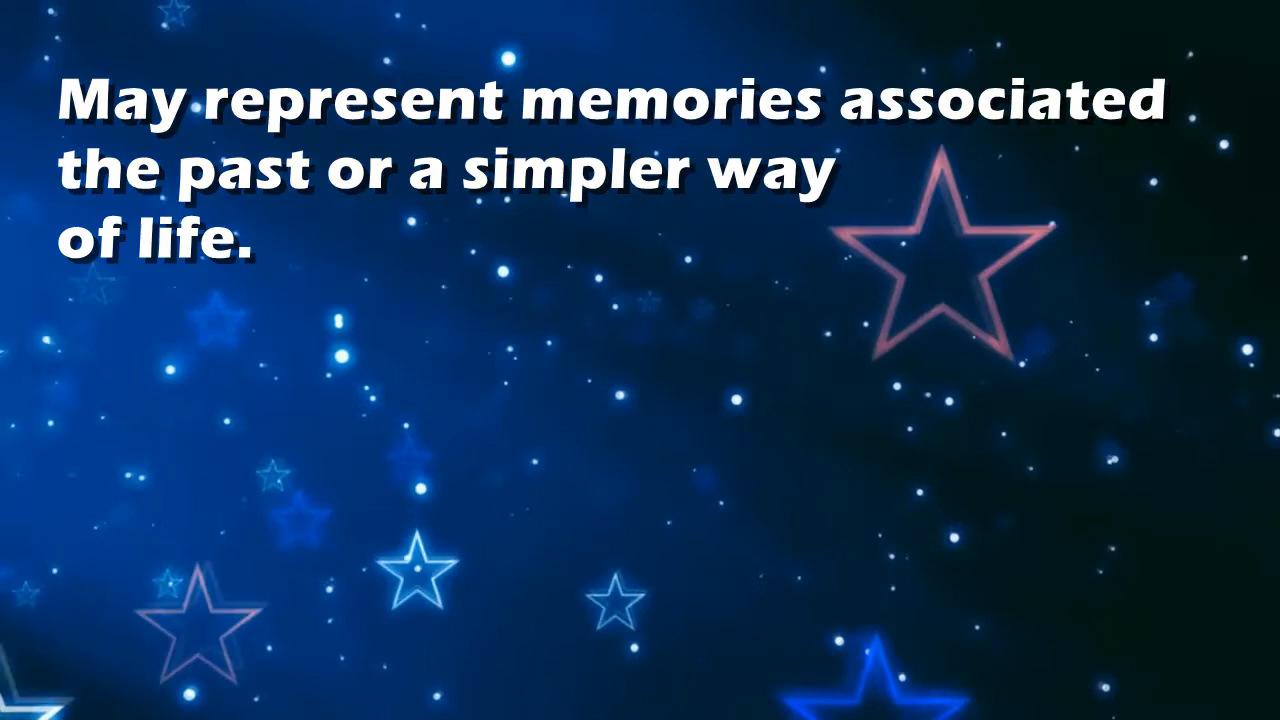 May represent memories associated
the past or a simpler way
of life.